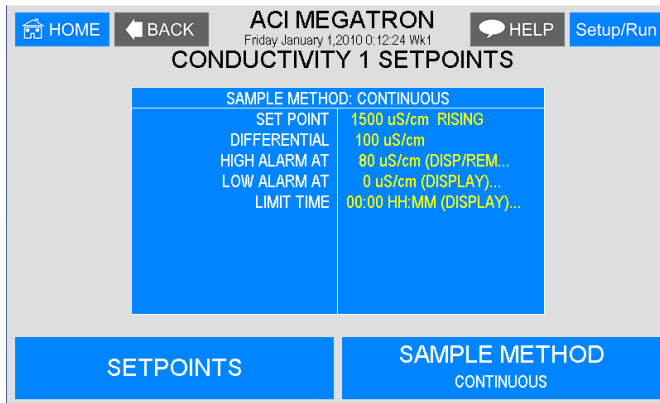 HOME
BACK
ACI MEGATRON
Friday January 1,2010 0:12:24 Wk1
HELP
Setup/Run
CONDUCTIVITY 1 SETPOINTS
SAMPLE METHOD: CONTINUOUS
SET POINT 1500 uS/cm RISING
DIFFERENTIAL 100 uS/cm
HIGH ALARM AT 80 uS/cm (DISP/REM...
LOW ALARM AT 0 uS/cm (DISPLAY)...
LIMIT TIME 00:00 HH:MM (DISPLAY)...
SETPOINTS
SAMPLE METHOD
CONTINUOUS